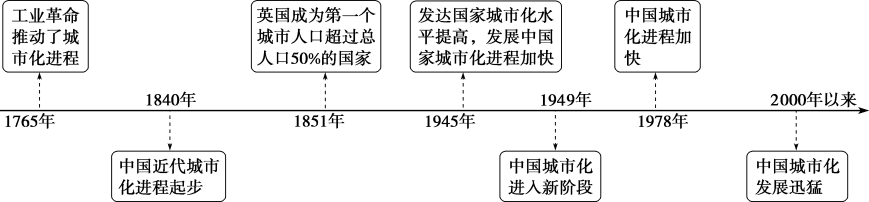 工业革命
推动了城
市化进程
英国成为第一个
城市人口超过总
人口50%的国家
发达国家城市化水
平提高，发展中国
家城市化进程加快
中国城市
化进程加
快
1840年
1949年
2000年以来
1765年
1851年
1945年
1978年
中国近代城市
化进程起步
中国城市化
进入新阶段
中国城市化
发展迅猛